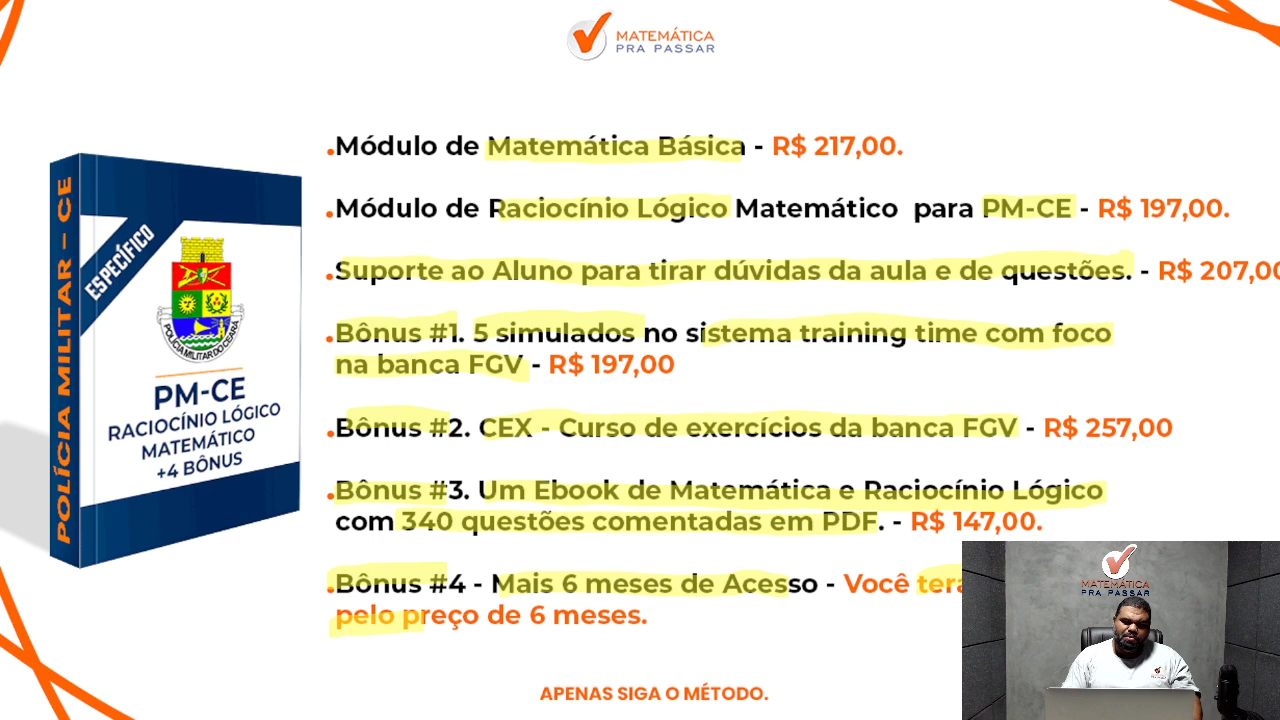 MATEMÁTICA
PRA PASSAR
.Módulo de Matemática Básica - R$ 217,00.
.Módulo de Raciocínio Lógico Matemático para PM-CE - R$ 197,00.
.Suporte ao Aluno para tirar dúvidas da aula e de questões. - R$ 207,00
.Bônus #1. 5 simulados no sistema training time com foco
na banca FGV - R$ 197,00
.Bônus #2. CEX - Curso de exercícios da banca FGV - R$ 257,00
.Bônus #3. Um Ebook de Matemática e Raciocínio Lógico
com 340 questões comentadas em PDF. - R$ 147,00.
.Bônus #4 - Mais 6 meses de Acesso - Você terá
pelo preço de 6 meses.
APENAS SIGA O MÉTODO.
POLÍCIA MILITAR – CE
ESPECÍFICO
POLICIA MILITAR DO CEARÁ
PM-CE
RACIOCÍNIO LÓGICO
MATEMÁTICO
+4 BÔNUS
MATEMÁTICA
PRA PASSAR